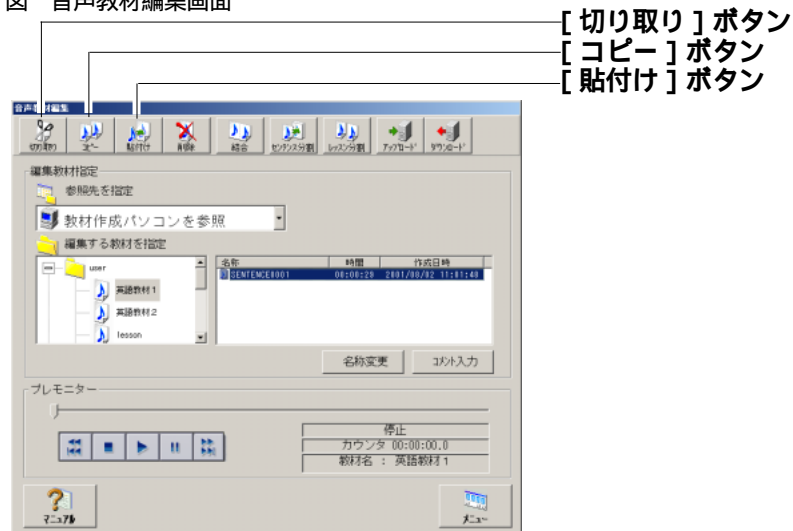 図　音声教材編集画面
[ 切り取り ] ボタン
[ コピー ] ボタン
[ 貼付け ] ボタン
音声教材編集
切り取り コピー 貼付け 削除 結合 センテンス分割 レッスン分割 アップロード ダウンロード
編集教材指定
参照先を指定
教材作成パソコンを参照
編集する教材を指定
user
英語教材1
英語教材2
lesson
名称 時間 作成日時
SENTENCE0001 00:00:29 2001/08/02 11:01:40
名称変更 コメント入力
プレモニター
停止
カウンタ 00:00:00.0
教材名 : 英語教材1
マニュアル メニュー